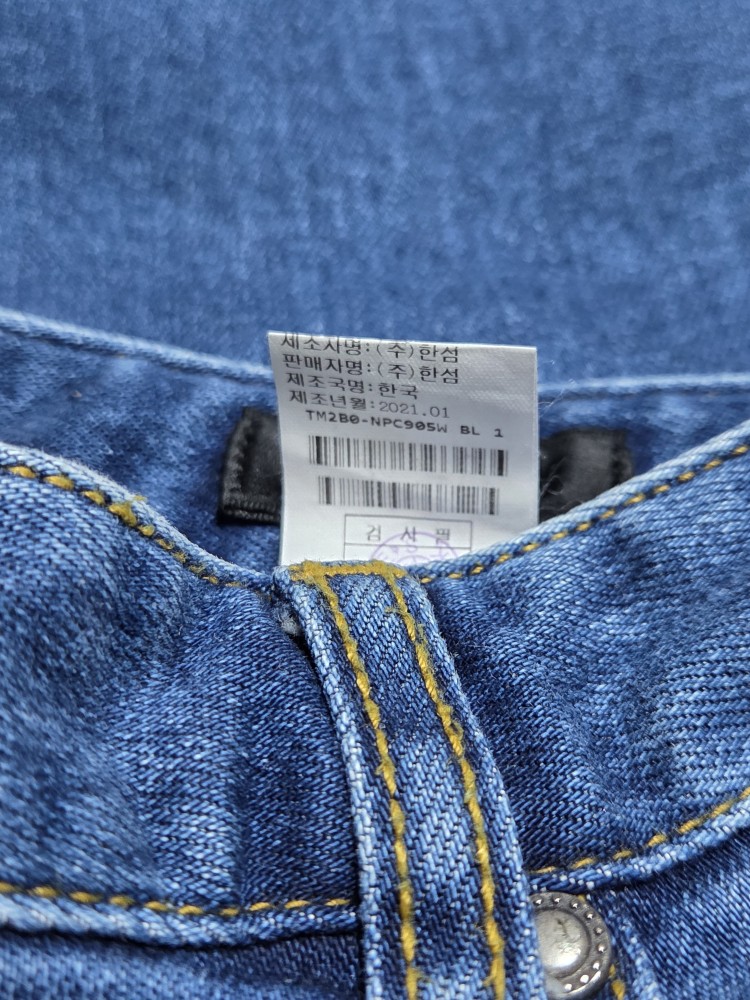 제조사명:(주)한섬
판매자명:(주)한섬
제조국명:한국
제조년월:2021.01
TM2B0-NPC905W BL 1
검 사 필